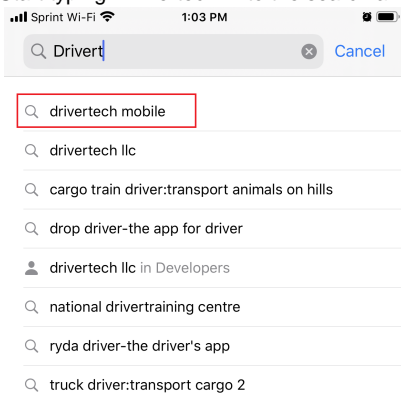 Sprint Wi-Fi 1:03 PM
Drivert Cancel
drivertech mobile
drivertech llc
cargo train driver:transport animals on hills
drop driver-the app for driver
drivertech llc in Developers
national drivertraining centre
ryda driver-the driver's app
truck driver:transport cargo 2